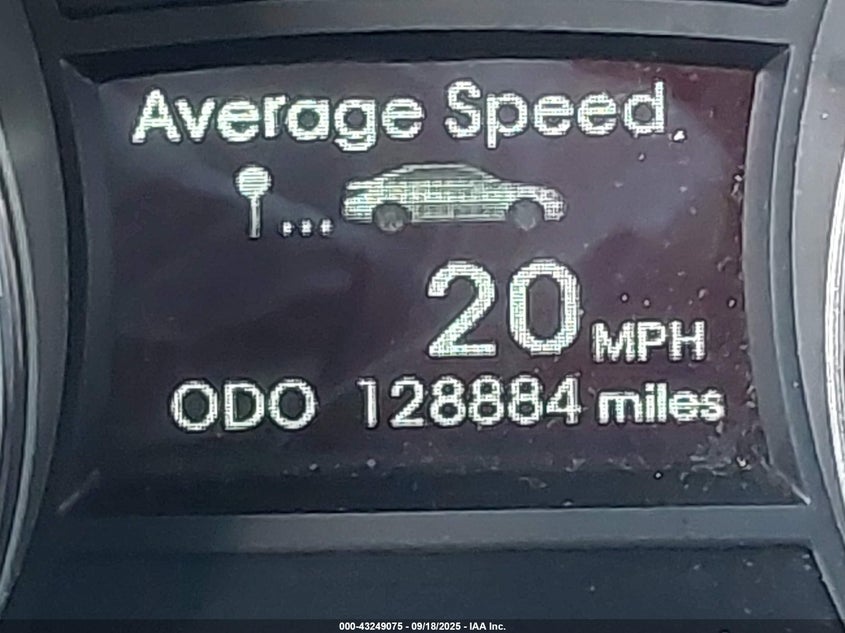 Average Speed
20 MPH
ODO 128884 miles
000-43249075 - 09/18/2025 - IAA Inc.